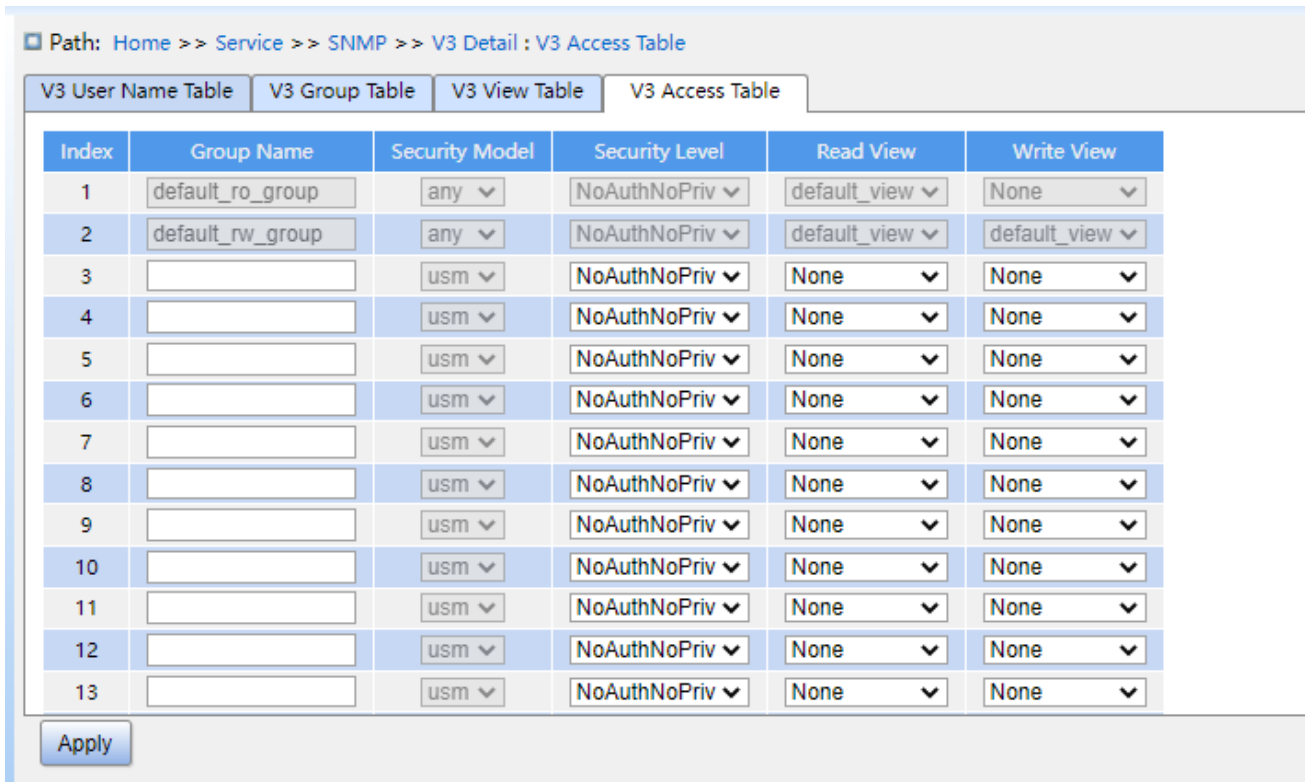 Path: Home >> Service >> SNMP >> V3 Detail : V3 Access Table
V3 User Name Table V3 Group Table V3 View Table V3 Access Table
Index Group Name Security Model Security Level Read View Write View
1 default_ro_group any NoAuthNoPriv default_view None
2 default_rw_group any NoAuthNoPriv default_view default_view
3 usm NoAuthNoPriv None None
4 usm NoAuthNoPriv None None
5 usm NoAuthNoPriv None None
6 usm NoAuthNoPriv None None
7 usm NoAuthNoPriv None None
8 usm NoAuthNoPriv None None
9 usm NoAuthNoPriv None None
10 usm NoAuthNoPriv None None
11 usm NoAuthNoPriv None None
12 usm NoAuthNoPriv None None
13 usm NoAuthNoPriv None None
Apply